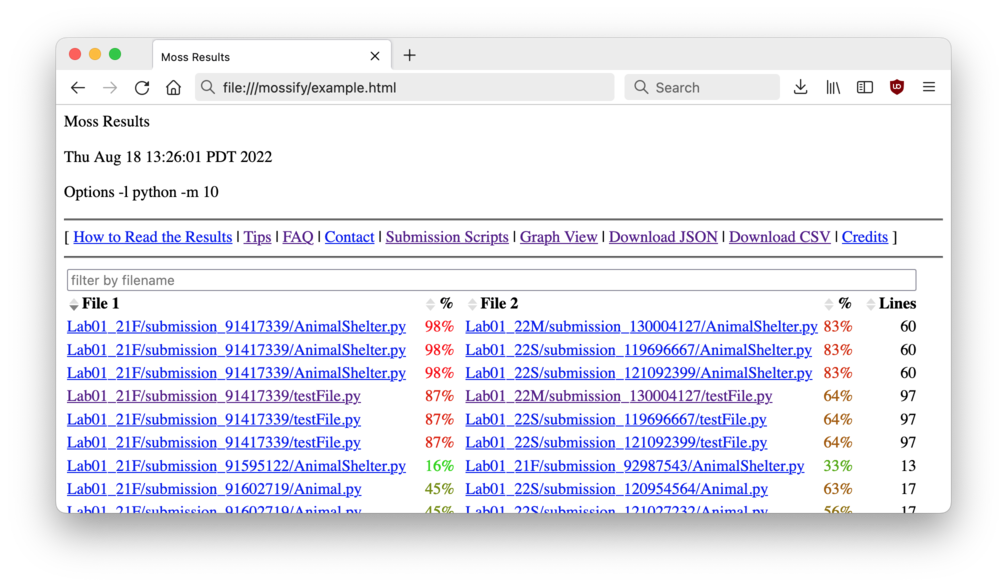 Moss Results
file:///mossify/example.html
Search
Moss Results
Thu Aug 18 13:26:01 PDT 2022
Options -l python -m 10
[ How to Read the Results | Tips | FAQ | Contact | Submission Scripts | Graph View | Download JSON | Download CSV | Credits ]
filter by filename
File 1 % File 2 % Lines
Lab01_21F/submission_91417339/AnimalShelter.py 98% Lab01_22M/submission_130004127/AnimalShelter.py 83% 60
Lab01_21F/submission_91417339/AnimalShelter.py 98% Lab01_22S/submission_119696667/AnimalShelter.py 83% 60
Lab01_21F/submission_91417339/AnimalShelter.py 98% Lab01_22S/submission_121092399/AnimalShelter.py 83% 60
Lab01_21F/submission_91417339/testFile.py 87% Lab01_22M/submission_130004127/testFile.py 64% 97
Lab01_21F/submission_91417339/testFile.py 87% Lab01_22S/submission_119696667/testFile.py 64% 97
Lab01_21F/submission_91417339/testFile.py 87% Lab01_22S/submission_121092399/testFile.py 64% 97
Lab01_21F/submission_91595122/AnimalShelter.py 16% Lab01_21F/submission_92987543/AnimalShelter.py 33% 13
Lab01_21F/submission_91602719/Animal.py 45% Lab01_22S/submission_120954564/Animal.py 63% 17
Lab01_21F/submission_91602719/Animal.py 45% Lab01_22S/submission_121027232/Animal.py 56% 17